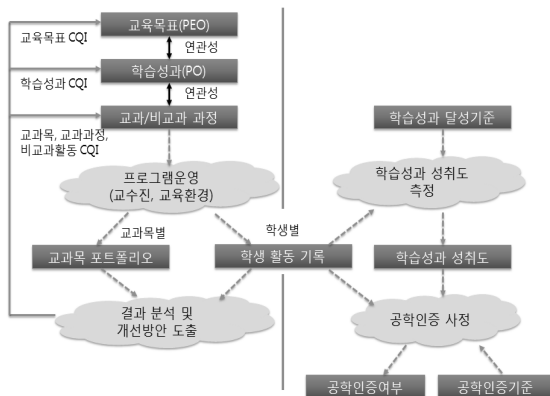 교육목표(PEO)
교육목표 CQI
연관성
학습성과(PO)
학습성과 CQI
연관성
교과/비교과 과정
학습성과 달성기준
교과목, 교과과정,
비교과활동 CQI
프로그램운영
(교수진, 교육환경)
학습성과 성취도
측정
교과목별
학생별
교과목 포트폴리오
학생 활동 기록
학습성과 성취도
결과 분석 및
개선방안 도출
공학인증 사정
공학인증여부
공학인증기준